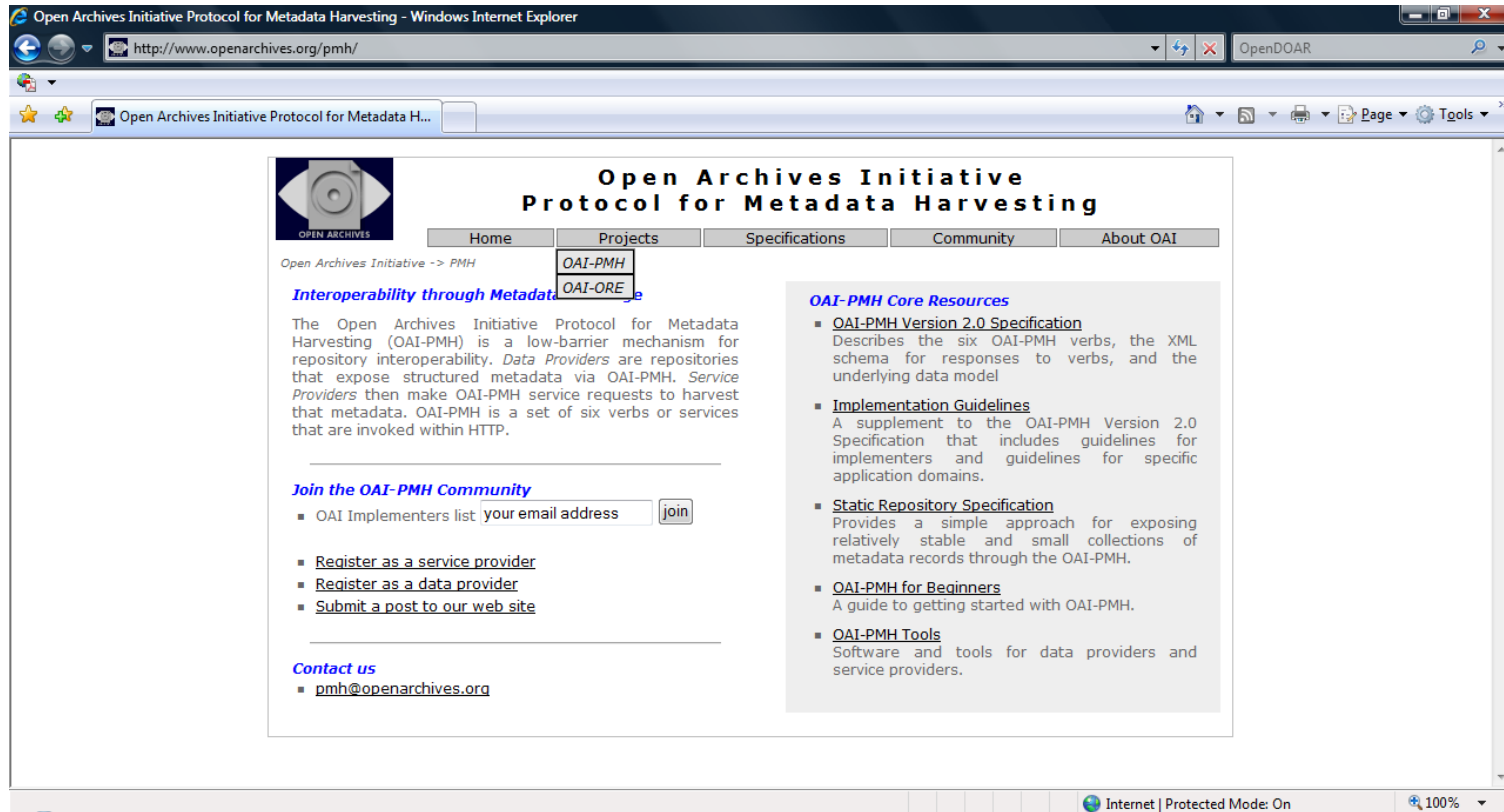 Open Archives Initiative Protocol for Metadata Harvesting - Windows Internet Explorer
http://www.openarchives.org/pmh/
OpenDOAR
Open Archives Initiative Protocol for Metadata H...
Page
Tools
OPEN ARCHIVES
Open Archives Initiative
Protocol for Metadata Harvesting
Home Projects Specifications Community About OAI
OAI-PMH
OAI-ORE
Open Archives Initiative -> PMH
Interoperability through Metadata
The Open Archives Initiative Protocol for Metadata
Harvesting (OAI-PMH) is a low-barrier mechanism for
repository interoperability. Data Providers are repositories
that expose structured metadata via OAI-PMH. Service
Providers then make OAI-PMH service requests to harvest
that metadata. OAI-PMH is a set of six verbs or services
that are invoked within HTTP.
Join the OAI-PMH Community
OAI Implementers list your email address join
Register as a service provider
Register as a data provider
Submit a post to our web site
Contact us
pmh@openarchives.org
OAI-PMH Core Resources
OAI-PMH Version 2.0 Specification
Describes the six OAI-PMH verbs, the XML
schema for responses to verbs, and the
underlying data model
Implementation Guidelines
A supplement to the OAI-PMH Version 2.0
Specification that includes guidelines for
implementers and guidelines for specific
application domains.
Static Repository Specification
Provides a simple approach for exposing
relatively stable and small collections of
metadata records through the OAI-PMH.
OAI-PMH for Beginners
A guide to getting started with OAI-PMH.
OAI-PMH Tools
Software and tools for data providers and
service providers.
Internet | Protected Mode: On
100%